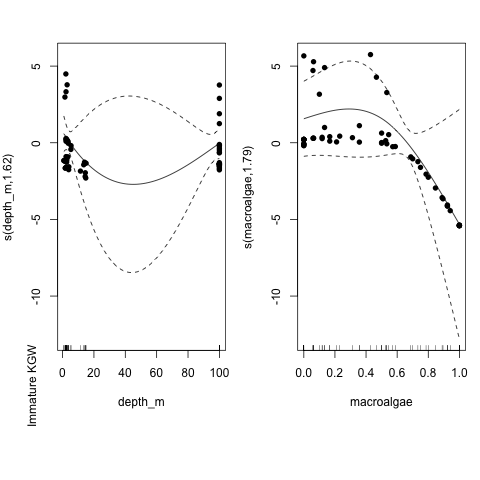 s(depth_m,1.62)
5
0
-5
-10
0 20 40 60 80 100
depth_m
Immature KGW
s(macroalgae,1.79)
5
0
-5
-10
0.0 0.2 0.4 0.6 0.8 1.0
macroalgae